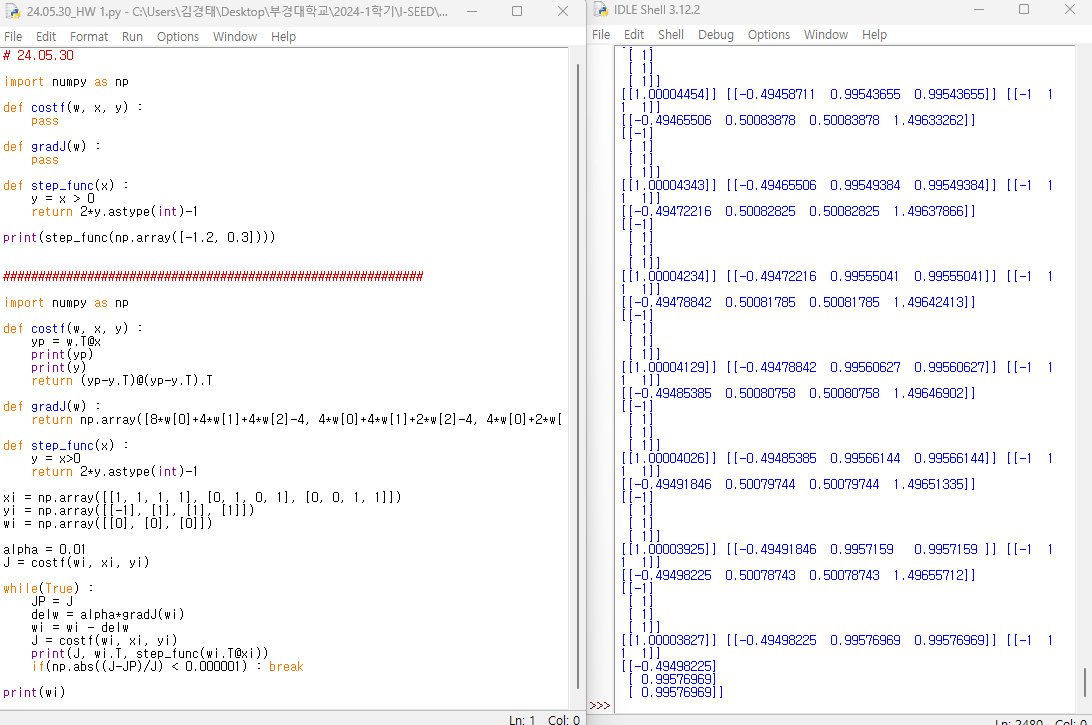 24.05.30_HW 1.py - C:\Users\김경태\Desktop\부경대학교\2024-1학기\I-SEED\...
File Edit Format Run Options Window Help
# 24.05.30
import numpy as np
def costf(w, x, y) :
    pass
def gradJ(w) :
    pass
def step_func(x) :
    y = x > 0
    return 2*y.astype(int)-1
print(step_func(np.array([-1.2, 0.3])))
############################################################
import numpy as np
def costf(w, x, y) :
    yp = w.T@x
    print(yp)
    print(y)
    return (yp-y.T)@(yp-y.T).T
def gradJ(w) :
    return np.array([8*w[0]+4*w[1]+4*w[2]-4, 4*w[0]+4*w[1]+2*w[2]-4, 4*w[0]+2*w[
def step_func(x) :
    y = x>0
    return 2*y.astype(int)-1
xi = np.array([[1, 1, 1, 1], [0, 1, 0, 1], [0, 0, 1, 1]])
yi = np.array([[-1], [1], [1], [1]])
wi = np.array([[0], [0], [0]])
alpha = 0.01
J = costf(wi, xi, yi)
while(True) :
    JP = J
    delw = alpha*gradJ(wi)
    wi = wi - delw
    J = costf(wi, xi, yi)
    print(J, wi.T, step_func(wi.T@xi))
    if(np.abs((J-JP)/J) < 0.000001) : break
print(wi)
Ln: 1 Col: 0
IDLE Shell 3.12.2
File Edit Shell Debug Options Window Help
 [ 1]
 [ 1]
 [ 1]]
[[1.00004454]] [[-0.49458711  0.99543655  0.99543655]] [[-1  1
1  1]]
[[-0.49465506  0.50083878  0.50083878  1.49633262]]
[[-1]
 [ 1]
 [ 1]
 [ 1]]
[[1.00004343]] [[-0.49465506  0.99549384  0.99549384]] [[-1  1
1  1]]
[[-0.49472216  0.50082825  0.50082825  1.49637866]]
[[-1]
 [ 1]
 [ 1]
 [ 1]]
[[1.00004234]] [[-0.49472216  0.99555041  0.99555041]] [[-1  1
1  1]]
[[-0.49478842  0.50081785  0.50081785  1.49642413]]
[[-1]
 [ 1]
 [ 1]
 [ 1]]
[[1.00004129]] [[-0.49478842  0.99560627  0.99560627]] [[-1  1
1  1]]
[[-0.49485385  0.50080758  0.50080758  1.49646902]]
[[-1]
 [ 1]
 [ 1]
 [ 1]]
[[1.00004026]] [[-0.49485385  0.99566144  0.99566144]] [[-1  1
1  1]]
[[-0.49491846  0.50079744  0.50079744  1.49651335]]
[[-1]
 [ 1]
 [ 1]
 [ 1]]
[[1.00003925]] [[-0.49491846  0.9957159   0.9957159 ]] [[-1  1
1  1]]
[[-0.49498225  0.50078743  0.50078743  1.49655712]]
[[-1]
 [ 1]
 [ 1]
 [ 1]]
[[1.00003827]] [[-0.49498225  0.99576969  0.99576969]] [[-1  1
1  1]]
[[-0.49498225]
 [ 0.99576969]
 [ 0.99576969]]
>>>
Ln: 2480 Col: 0